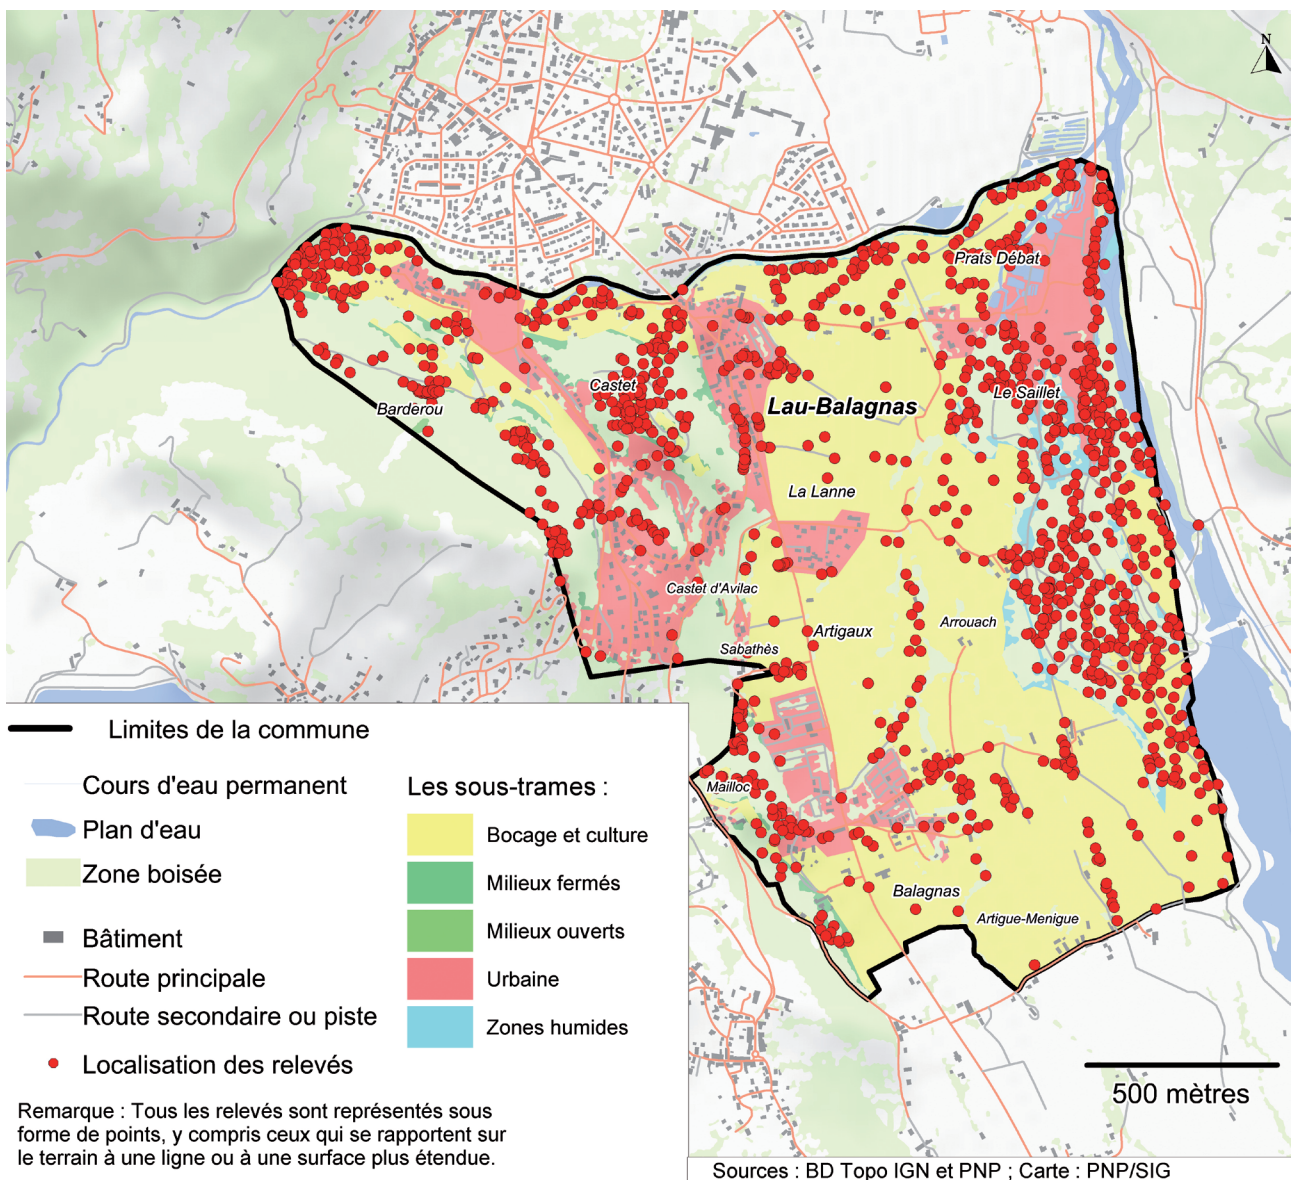 N
Prats Débat
Castet
Le Saillet
Barderou
Lau-Balagnas
La Lanne
Castet d'Avilac
Arrouach
Artigaux
Sabathès
Mailloc
Balagnas
Artigue-Menigue
Limites de la commune
Cours d'eau permanent
Plan d'eau
Zone boisée
Bâtiment
Route principale
Route secondaire ou piste
Localisation des relevés
Les sous-trames :
Bocage et culture
Milieux fermés
Milieux ouverts
Urbaine
Zones humides
Remarque : Tous les relevés sont représentés sous
forme de points, y compris ceux qui se rapportent sur
le terrain à une ligne ou à une surface plus étendue.
500 mètres
Sources : BD Topo IGN et PNP ; Carte : PNP/SIG